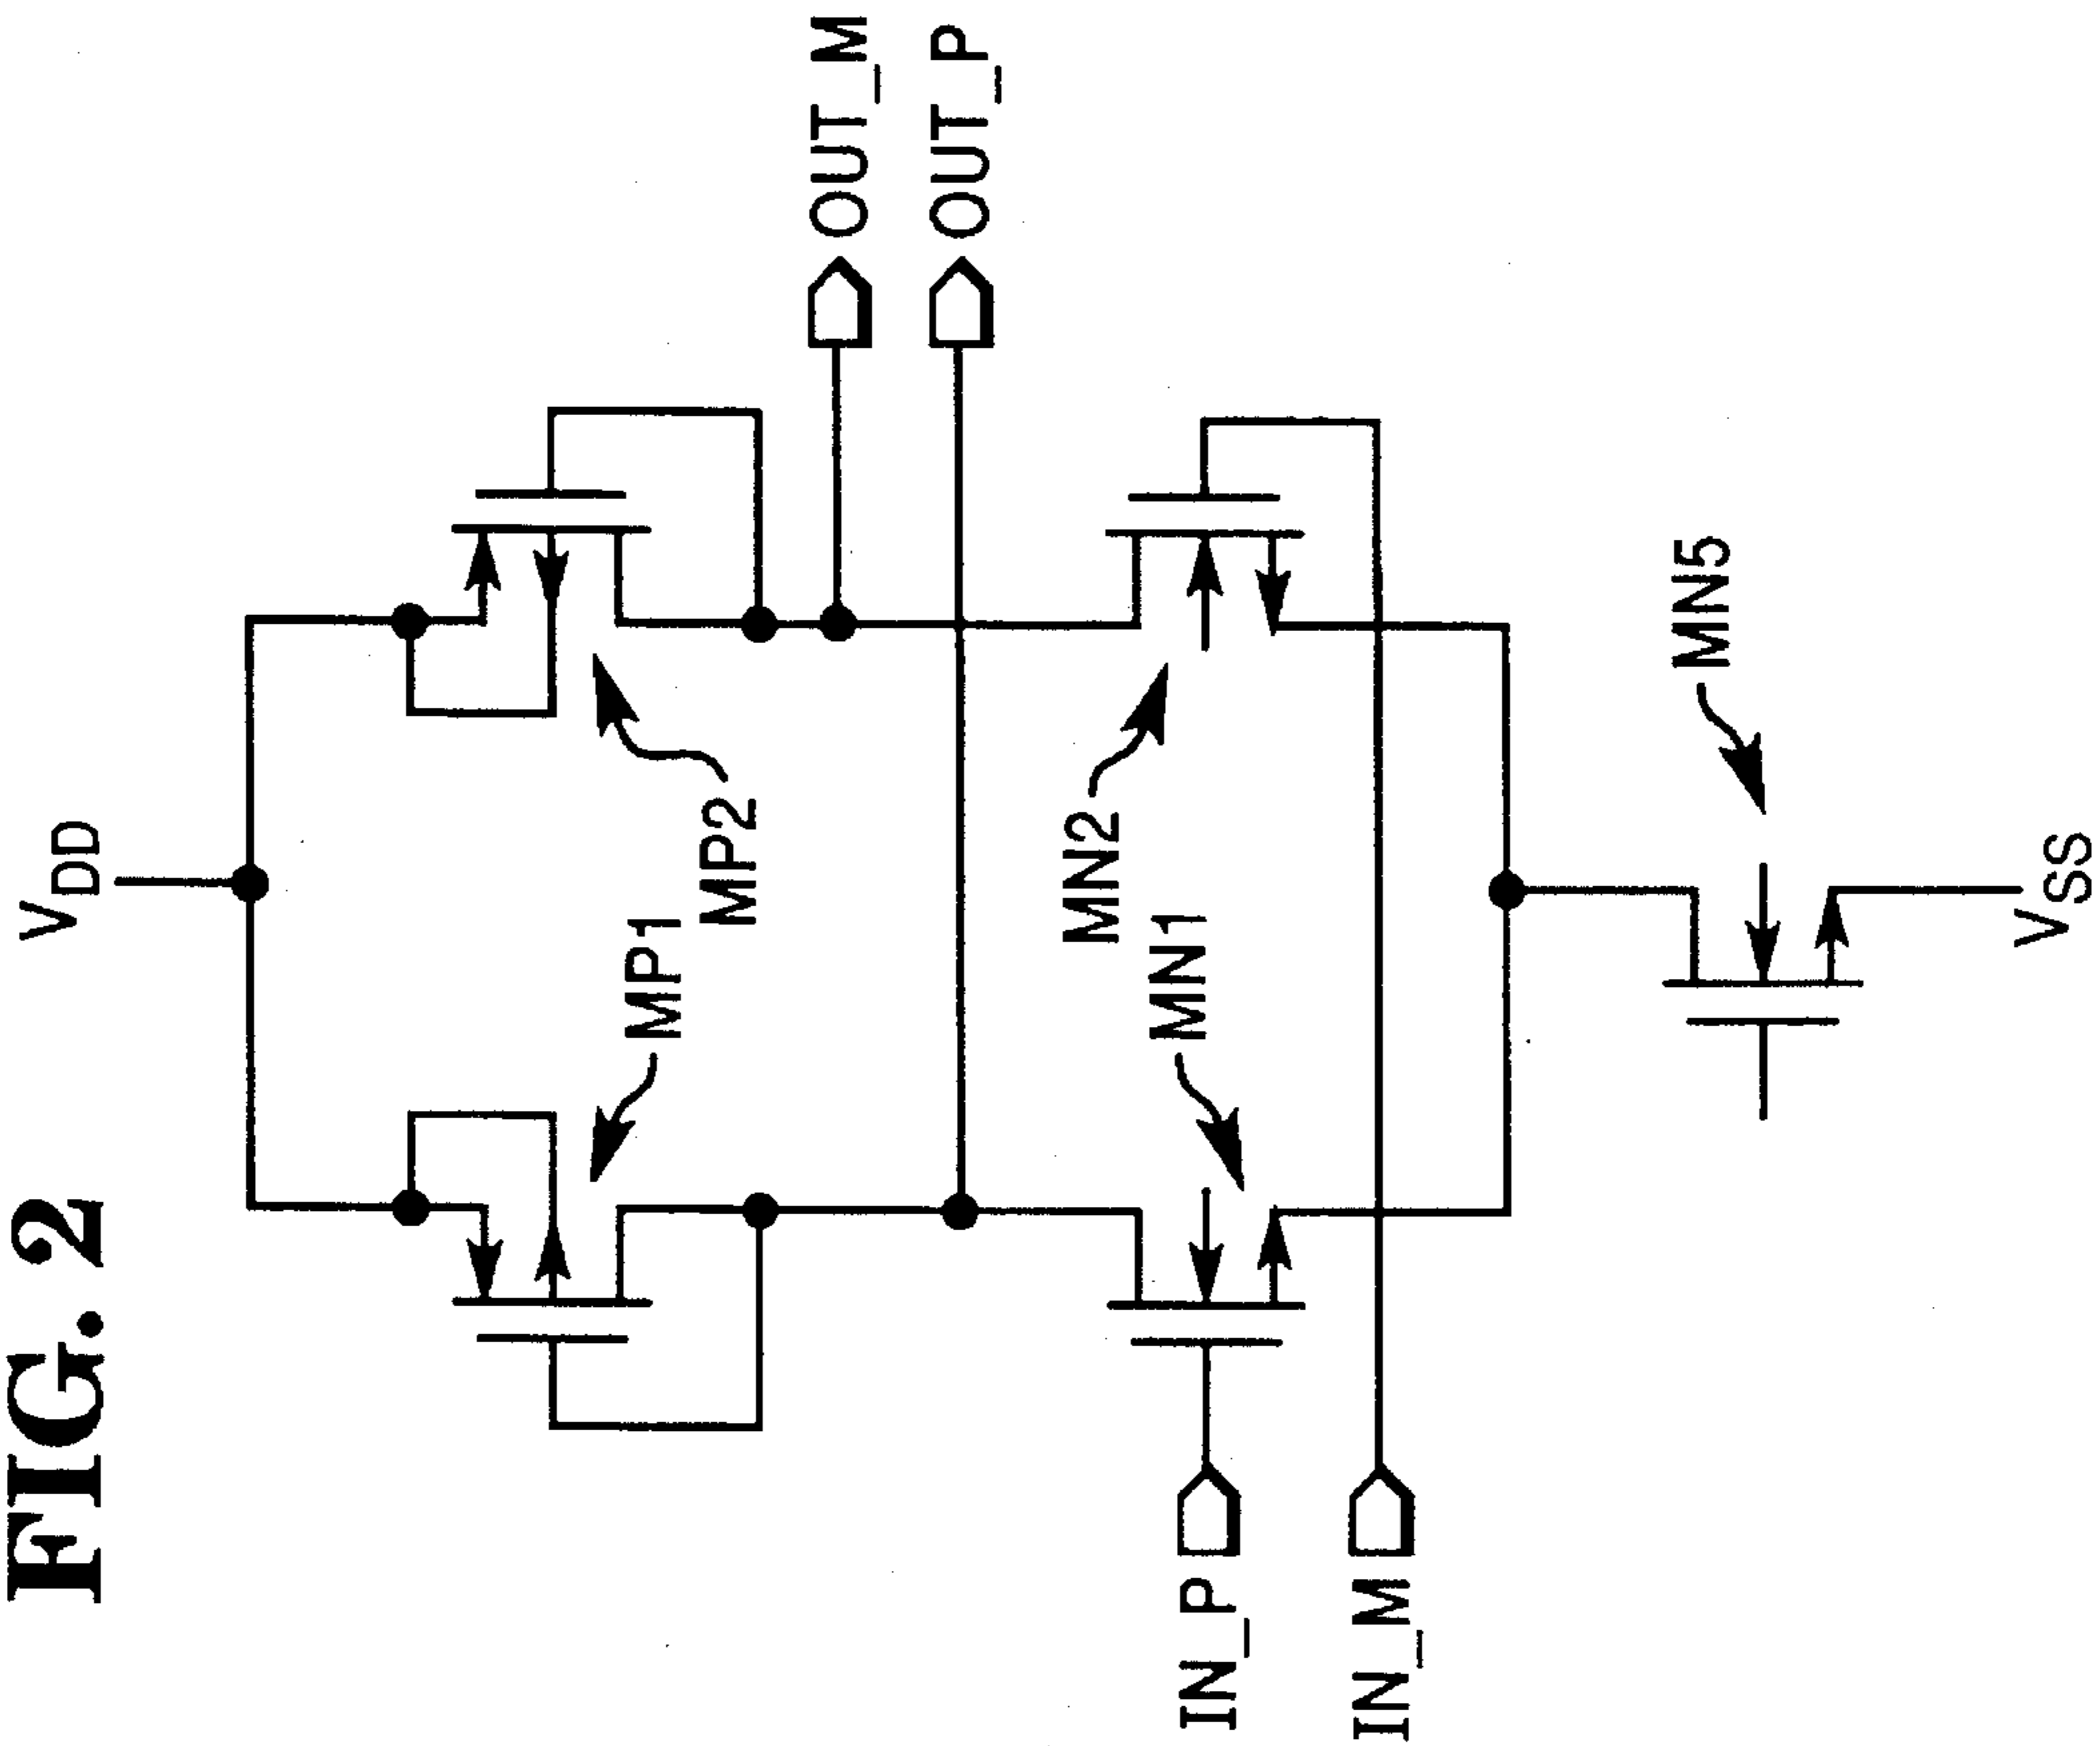 FIG. 2
VDD
MP1
MP2
OUT_M
OUT_P
MN2
MN1
IN_P
IN_M
MN5
VSS